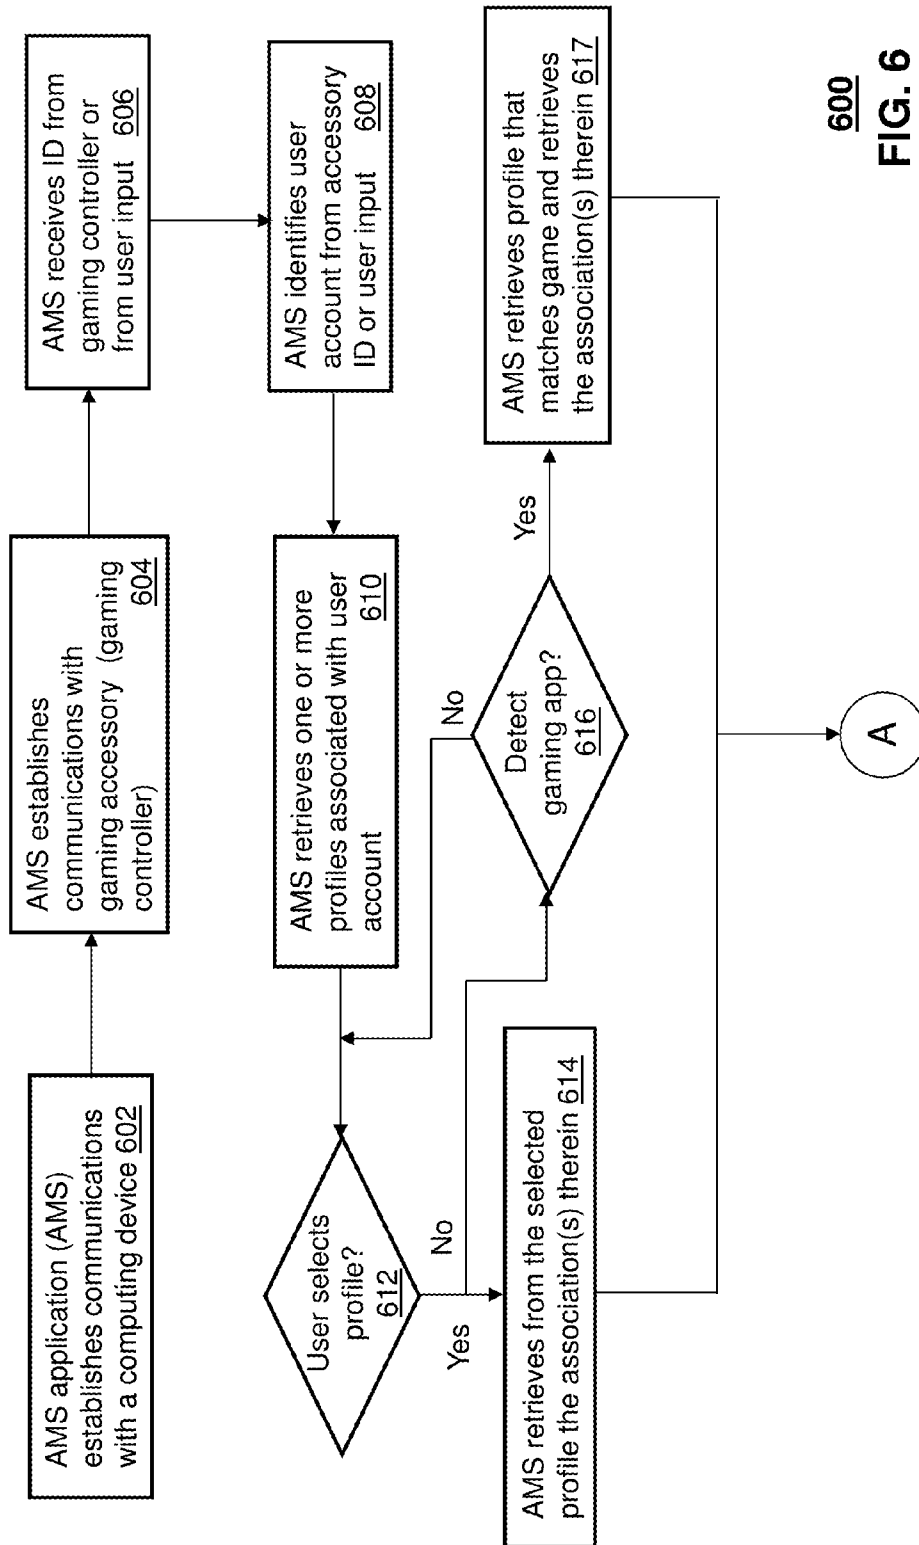 AMS application (AMS)
establishes communications
with a computing device 602
AMS establishes
communications with
gaming accessory (gaming
controller) 604
AMS receives ID from
gaming controller or
from user input 606
AMS identifies user
account from accessory
ID or user input 608
AMS retrieves one or more
profiles associated with user
account 610
User selects
profile?
612
No
Yes
AMS retrieves from the selected
profile the association(s) therein 614
Detect
gaming app?
616
No
Yes
AMS retrieves profile that
matches game and retrieves
the association(s) therein 617
A
600
FIG. 6